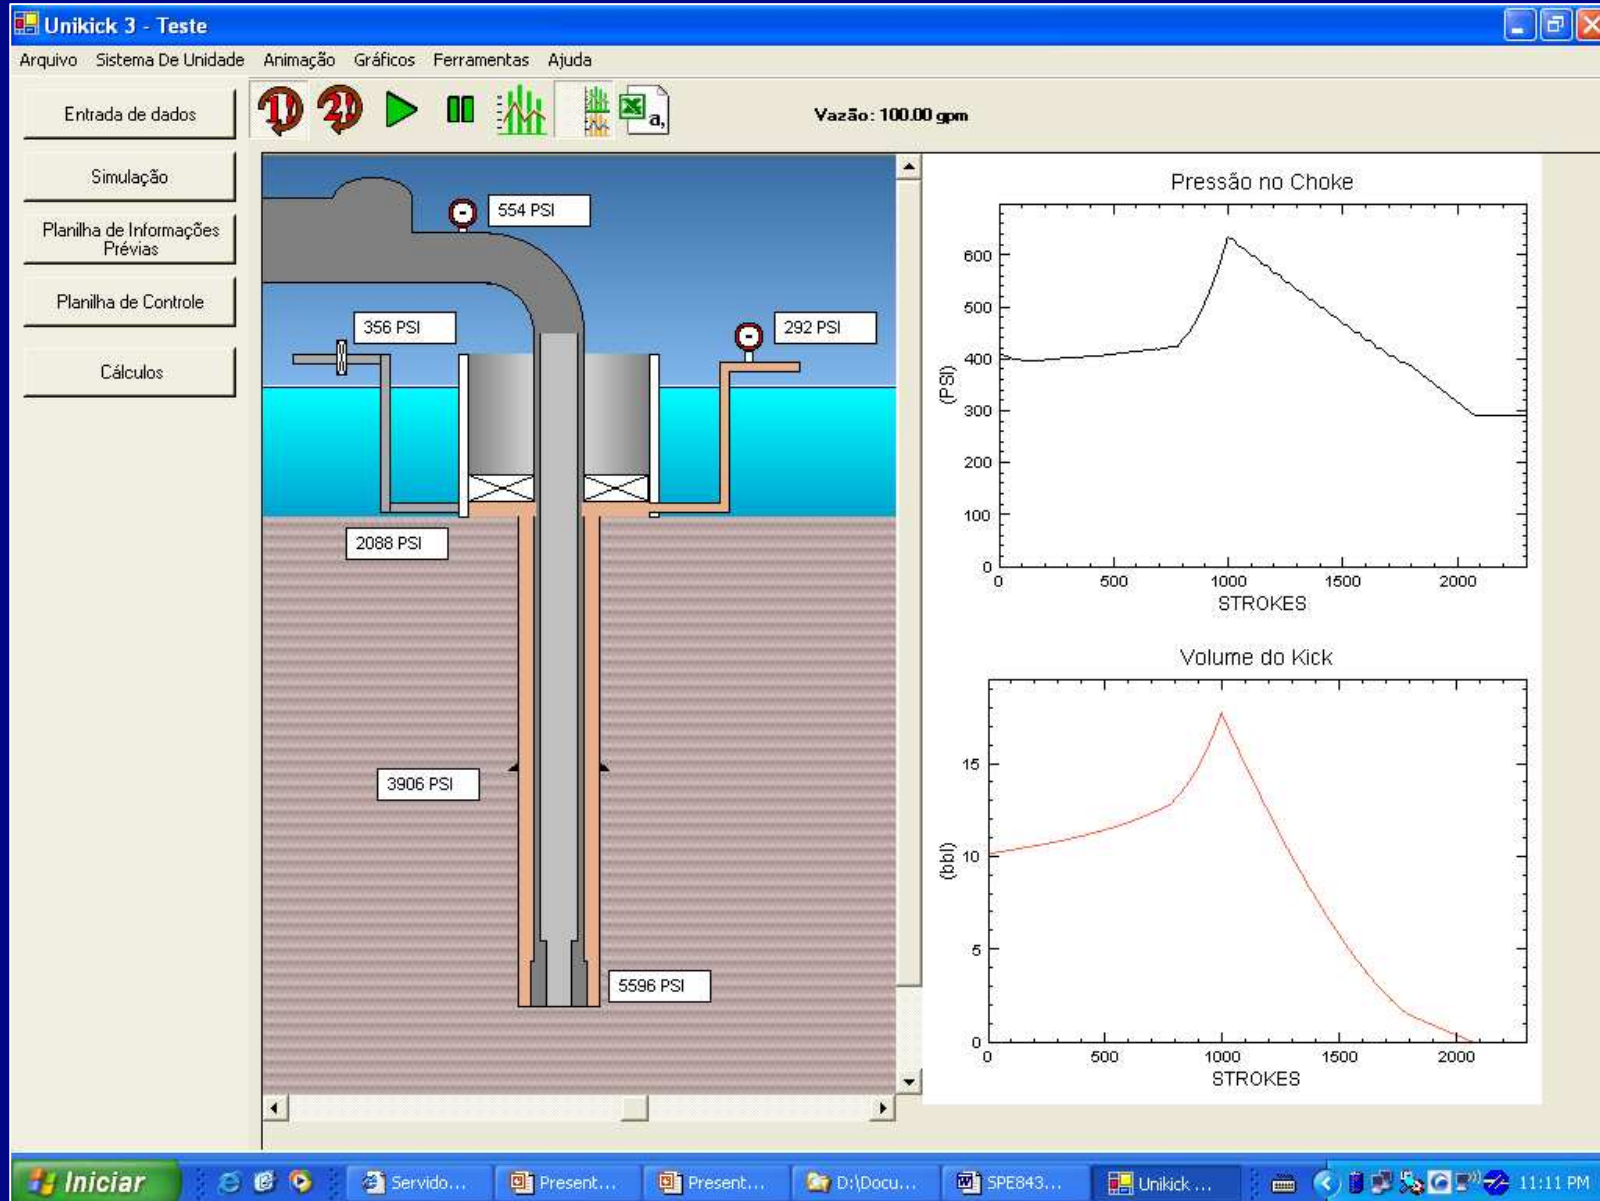 Unikick 3 - Teste
Arquivo Sistema De Unidade Animação Gráficos Ferramentas Ajuda
Entrada de dados
Simulação
Planilha de Informações
Prévias
Planilha de Controle
Cálculos
1 2 a,
Vazão: 100.00 gpm
554 PSI
356 PSI
292 PSI
2088 PSI
3906 PSI
5596 PSI
Pressão no Choke
600
500
400
300
200
100
0
(PSI)
0 500 1000 1500 2000
STROKES
Volume do Kick
15
10
5
0
(bbl)
0 500 1000 1500 2000
STROKES
Iniciar Servido... Present... Present... D:\Docu... SPE843... Unikick ... 11:11 PM